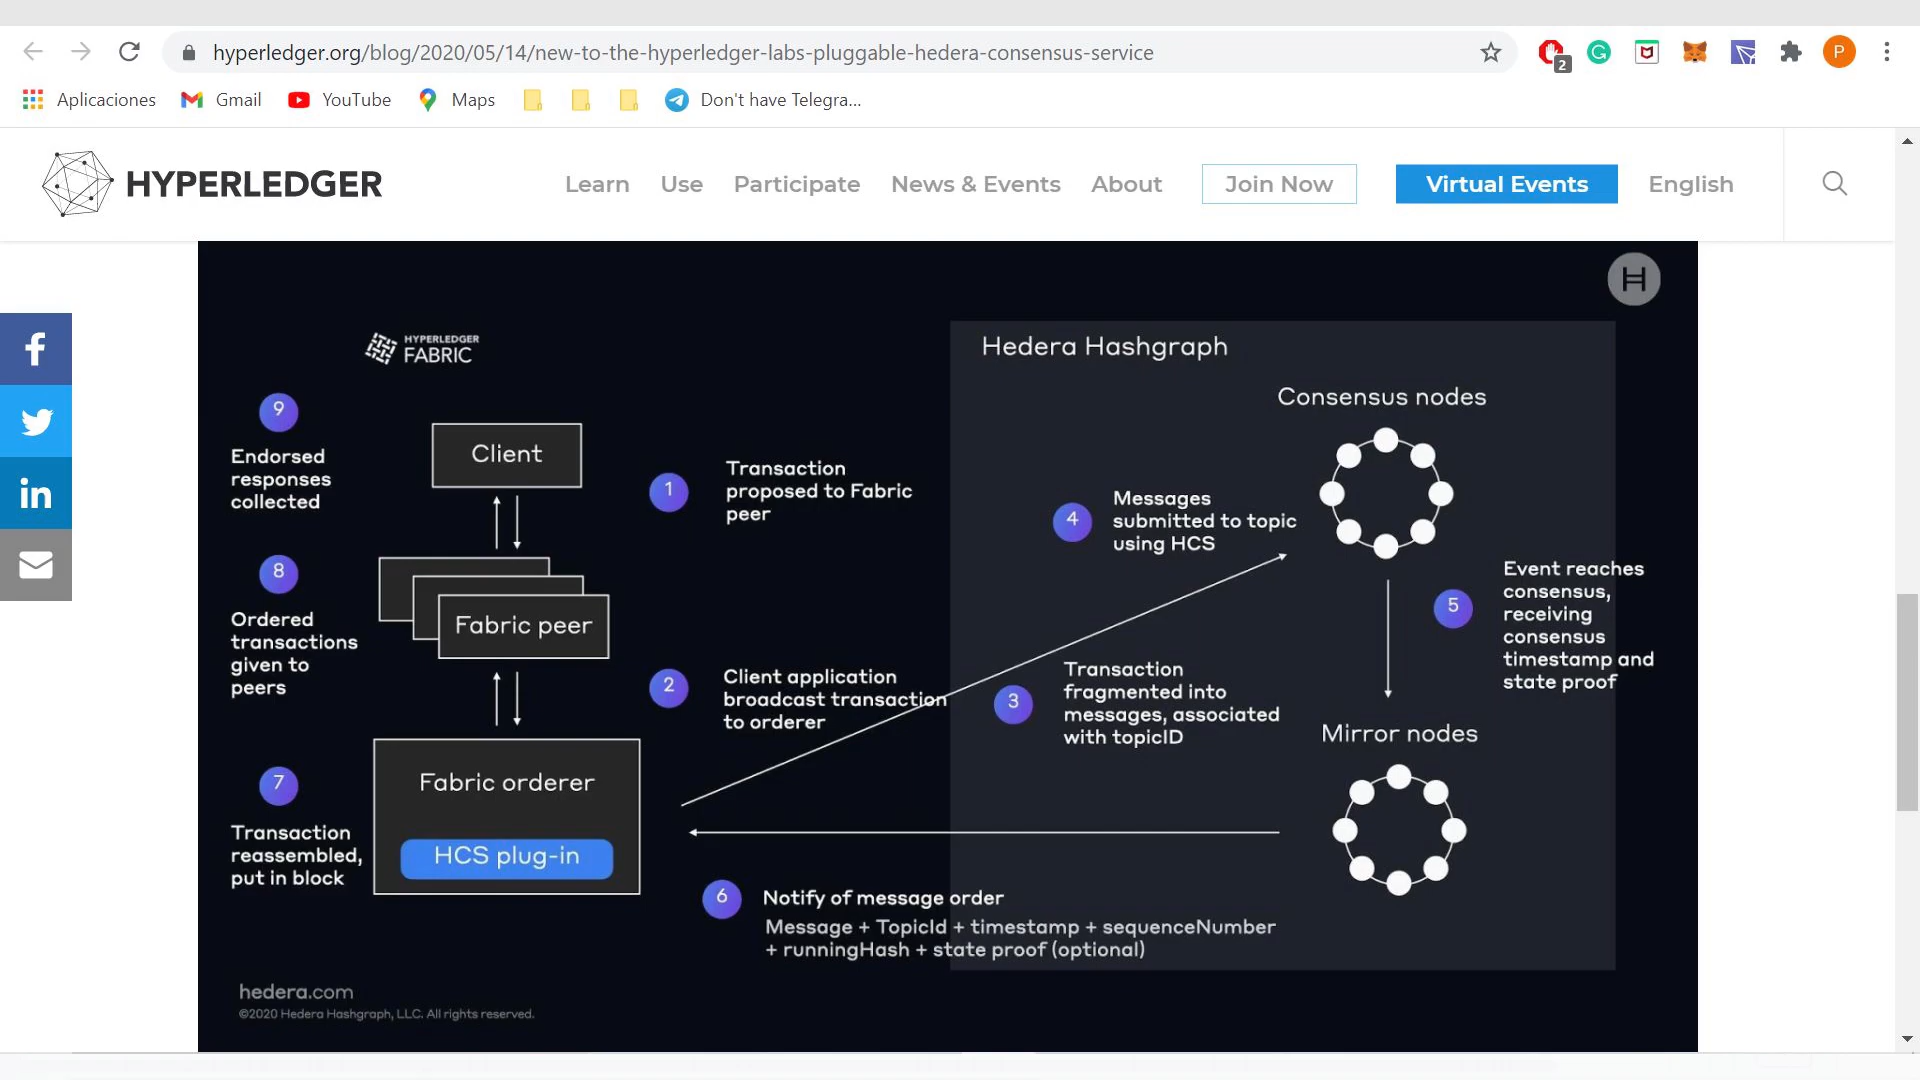 hyperledger.org/blog/2020/05/14/new-to-the-hyperledger-labs-pluggable-hedera-consensus-service
2
P
Aplicaciones
Gmail
YouTube
Maps
Don't have Telegra...
HYPERLEDGER
Learn
Use
Participate
News & Events
About
Join Now
Virtual Events
English
H
HYPERLEDGER
FABRIC
Hedera Hashgraph
Consensus nodes
9
Endorsed
responses
collected
Client
1
Transaction
proposed to Fabric
peer
4
Messages
submitted to topic
using HCS
8
Ordered
transactions
given to
peers
Fabric peer
5
Event reaches
consensus,
receiving
consensus
timestamp and
state proof
2
Client application
broadcast transaction
to orderer
3
Transaction
fragmented into
messages, associated
with topicID
Mirror nodes
7
Transaction
reassembled,
put in block
Fabric orderer
HCS plug-in
6
Notify of message order
Message + TopicId + timestamp + sequenceNumber
+ runningHash + state proof (optional)
hedera.com
©2020 Hedera Hashgraph, LLC. All rights reserved.